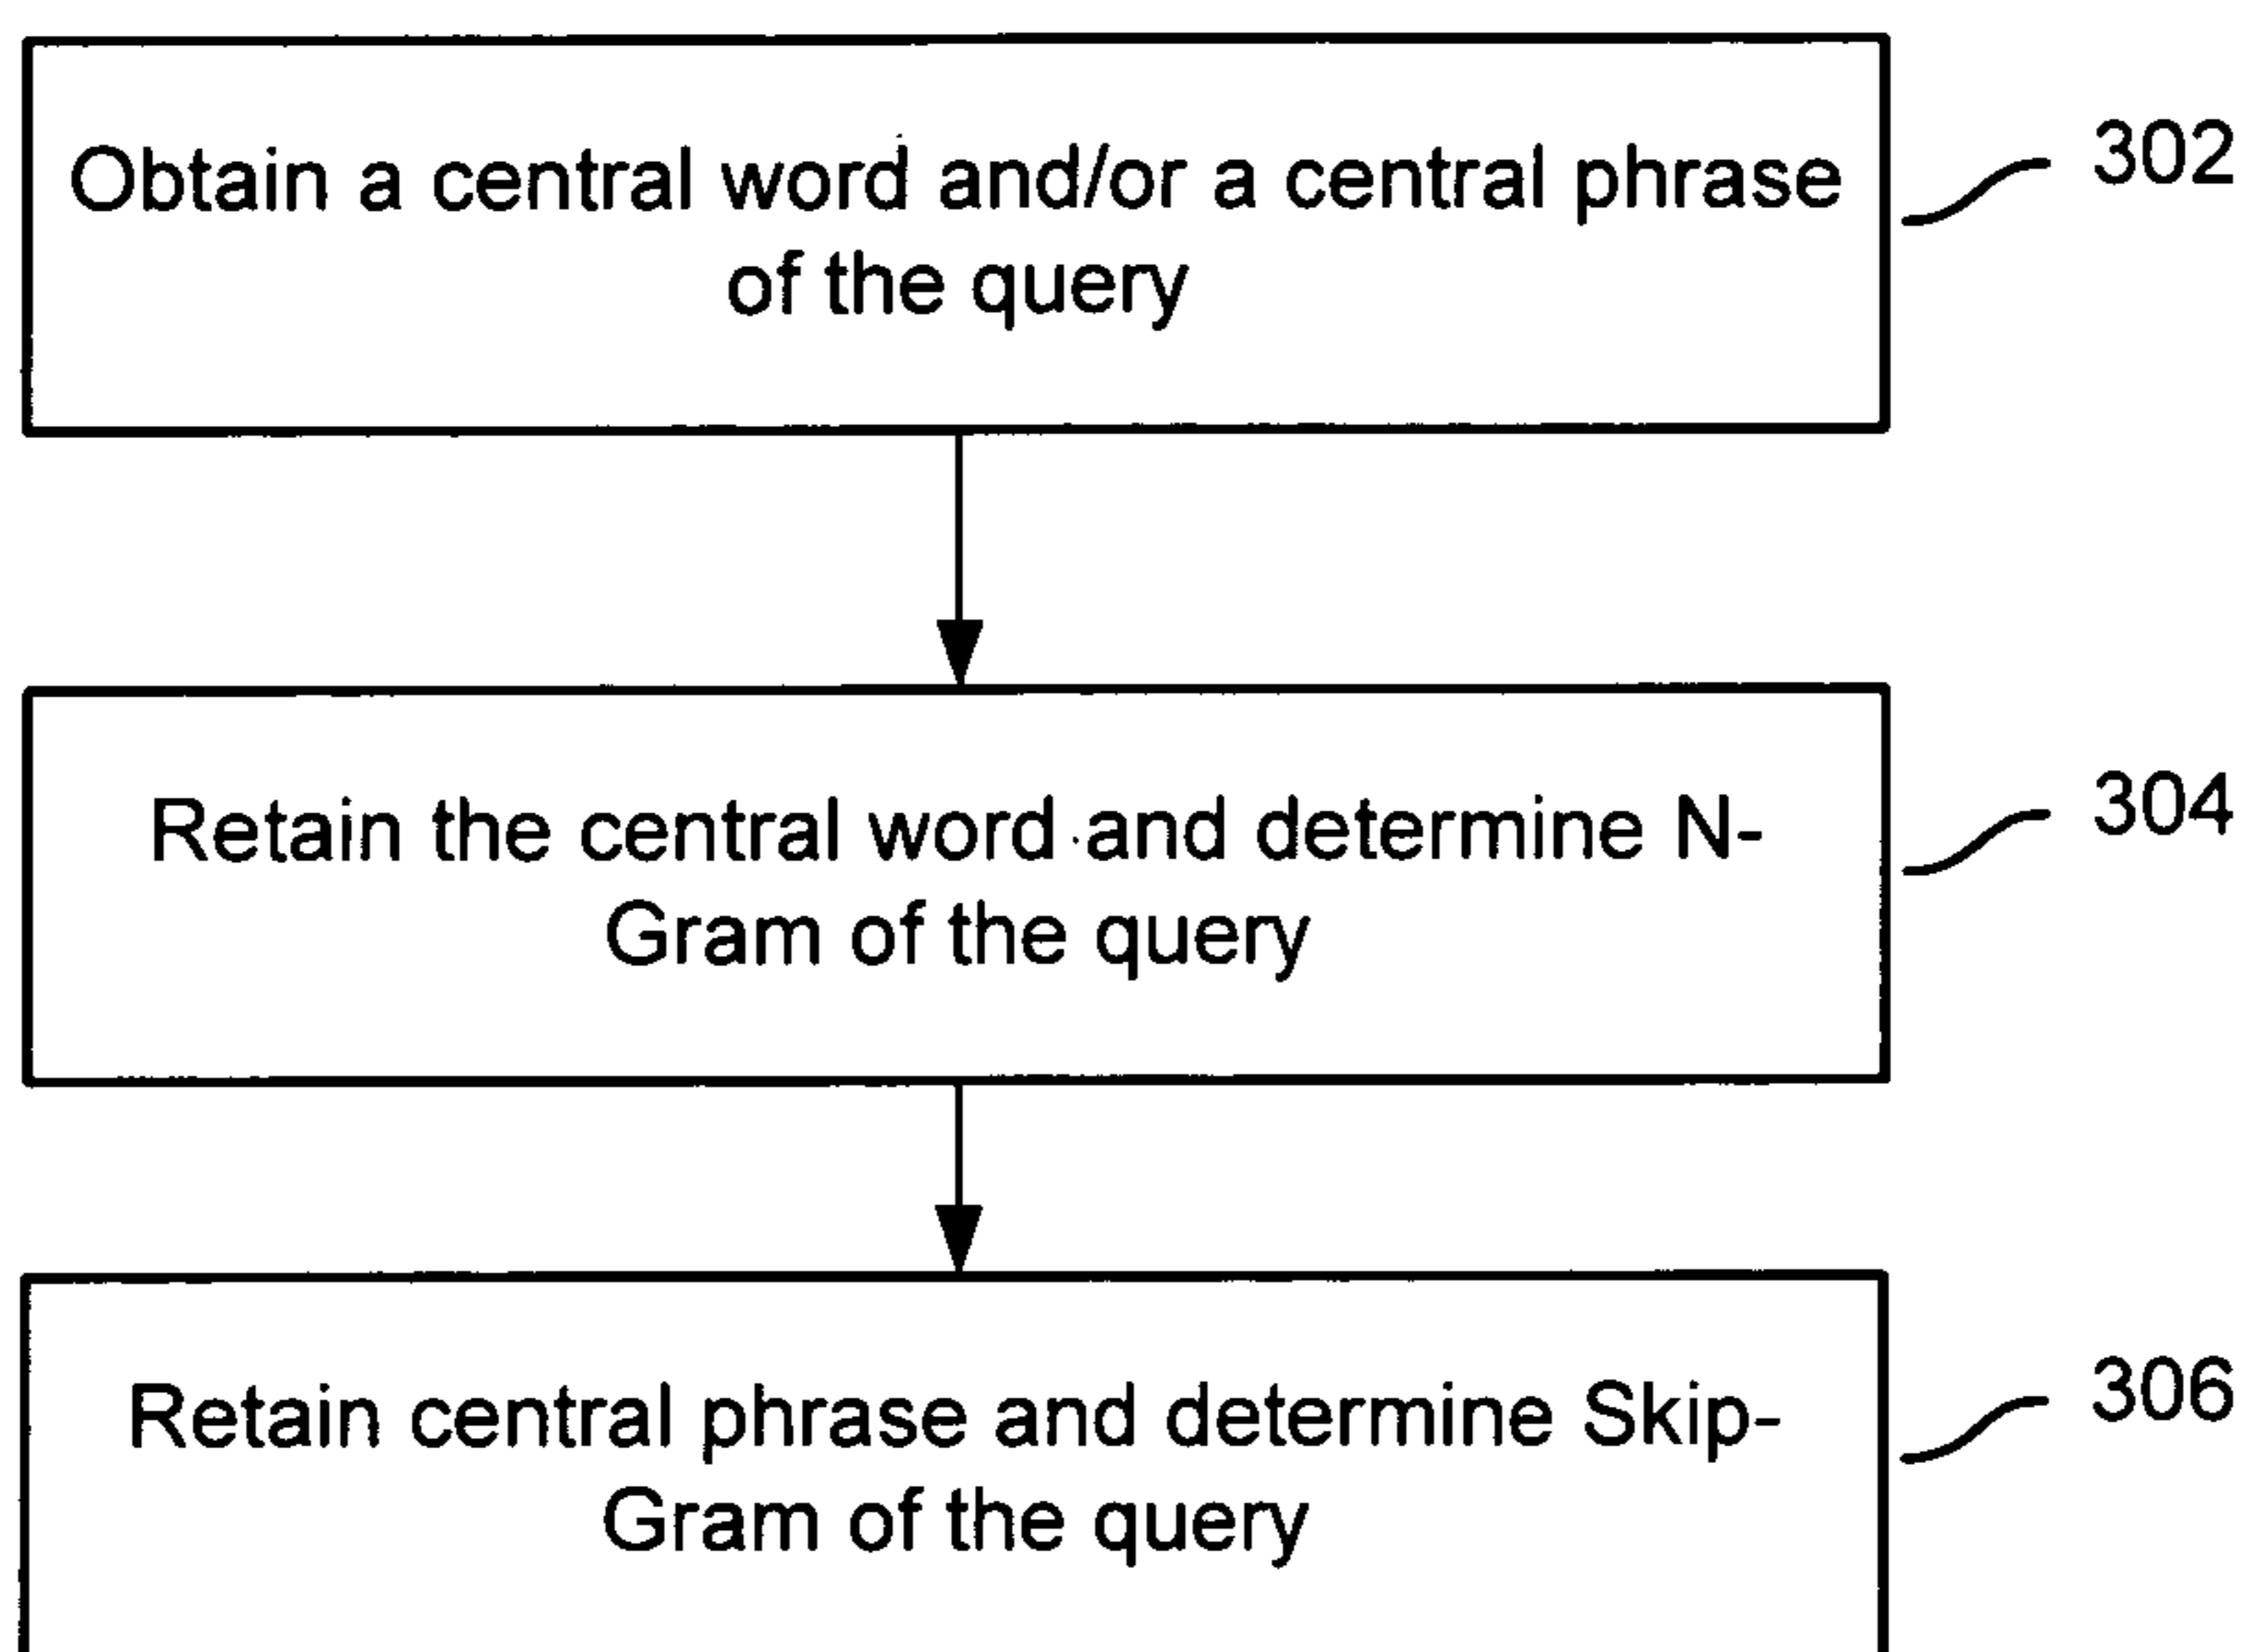 Obtain a central word and/or a central phrase
of the query
302
Retain the central word and determine N-
Gram of the query
304
Retain central phrase and determine Skip-
Gram of the query
306